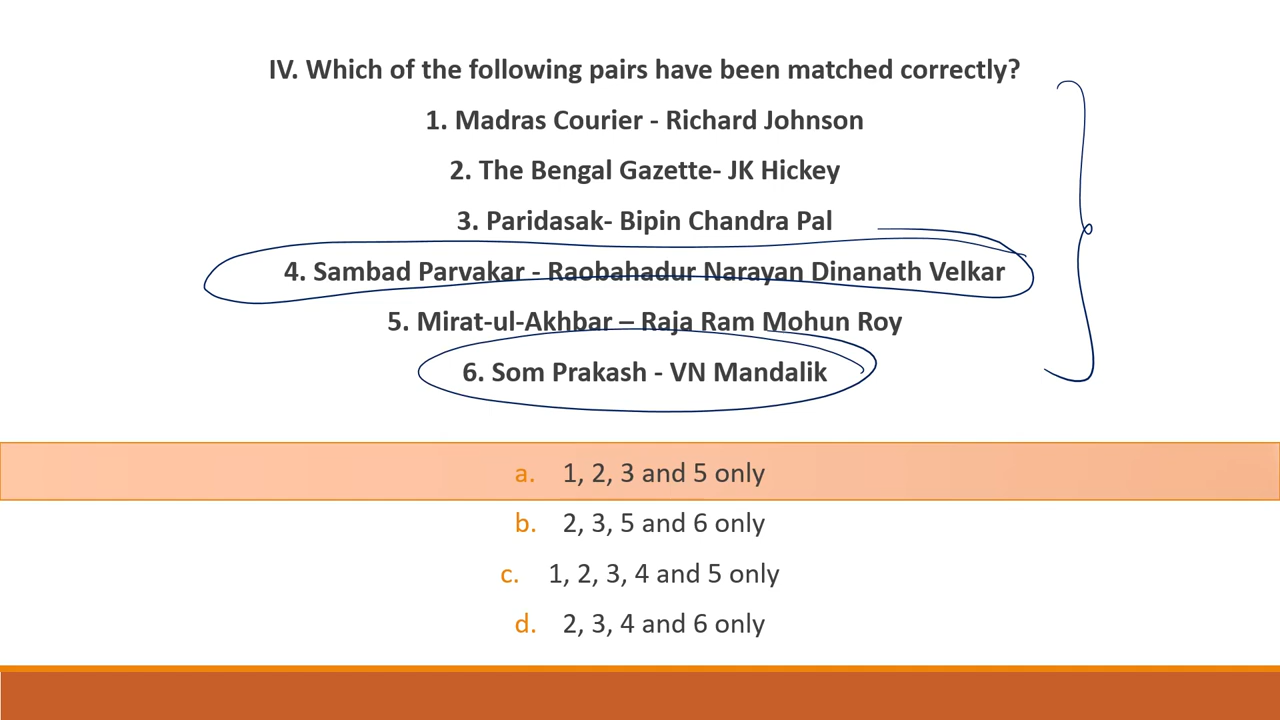 IV. Which of the following pairs have been matched correctly?
1. Madras Courier - Richard Johnson
2. The Bengal Gazette- JK Hickey
3. Paridasak- Bipin Chandra Pal
4. Sambad Parvakar - Raobahadur Narayan Dinanath Velkar
5. Mirat-ul-Akhbar – Raja Ram Mohun Roy
6. Som Prakash - VN Mandalik
a. 1, 2, 3 and 5 only
b. 2, 3, 5 and 6 only
c. 1, 2, 3, 4 and 5 only
d. 2, 3, 4 and 6 only